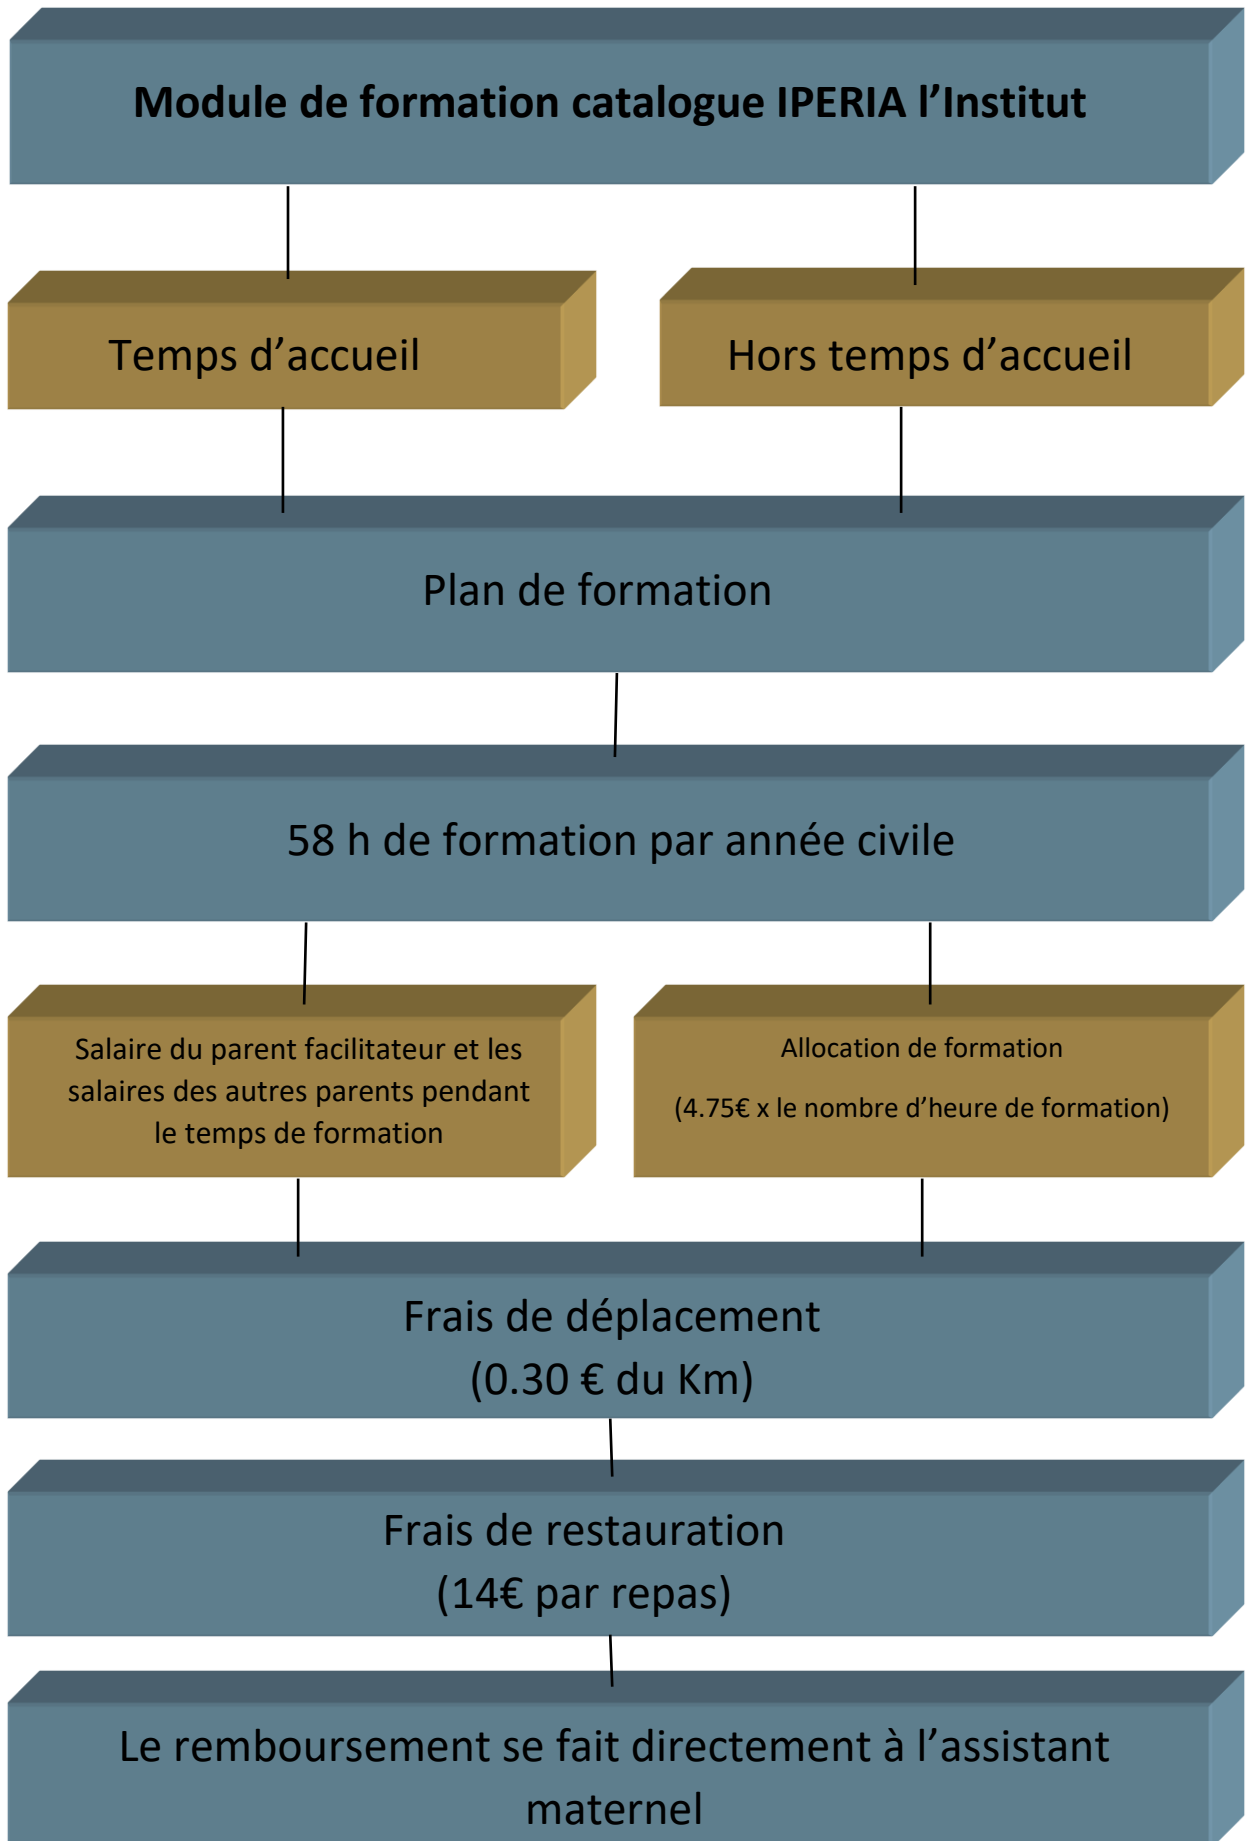 Module de formation catalogue IPERIA l’Institut
Temps d’accueil
Hors temps d’accueil
Plan de formation
58 h de formation par année civile
Salaire du parent facilitateur et les
salaires des autres parents pendant
le temps de formation
Allocation de formation
(4.75€ x le nombre d’heure de formation)
Frais de déplacement
(0.30 € du Km)
Frais de restauration
(14€ par repas)
Le remboursement se fait directement à l’assistant
maternel